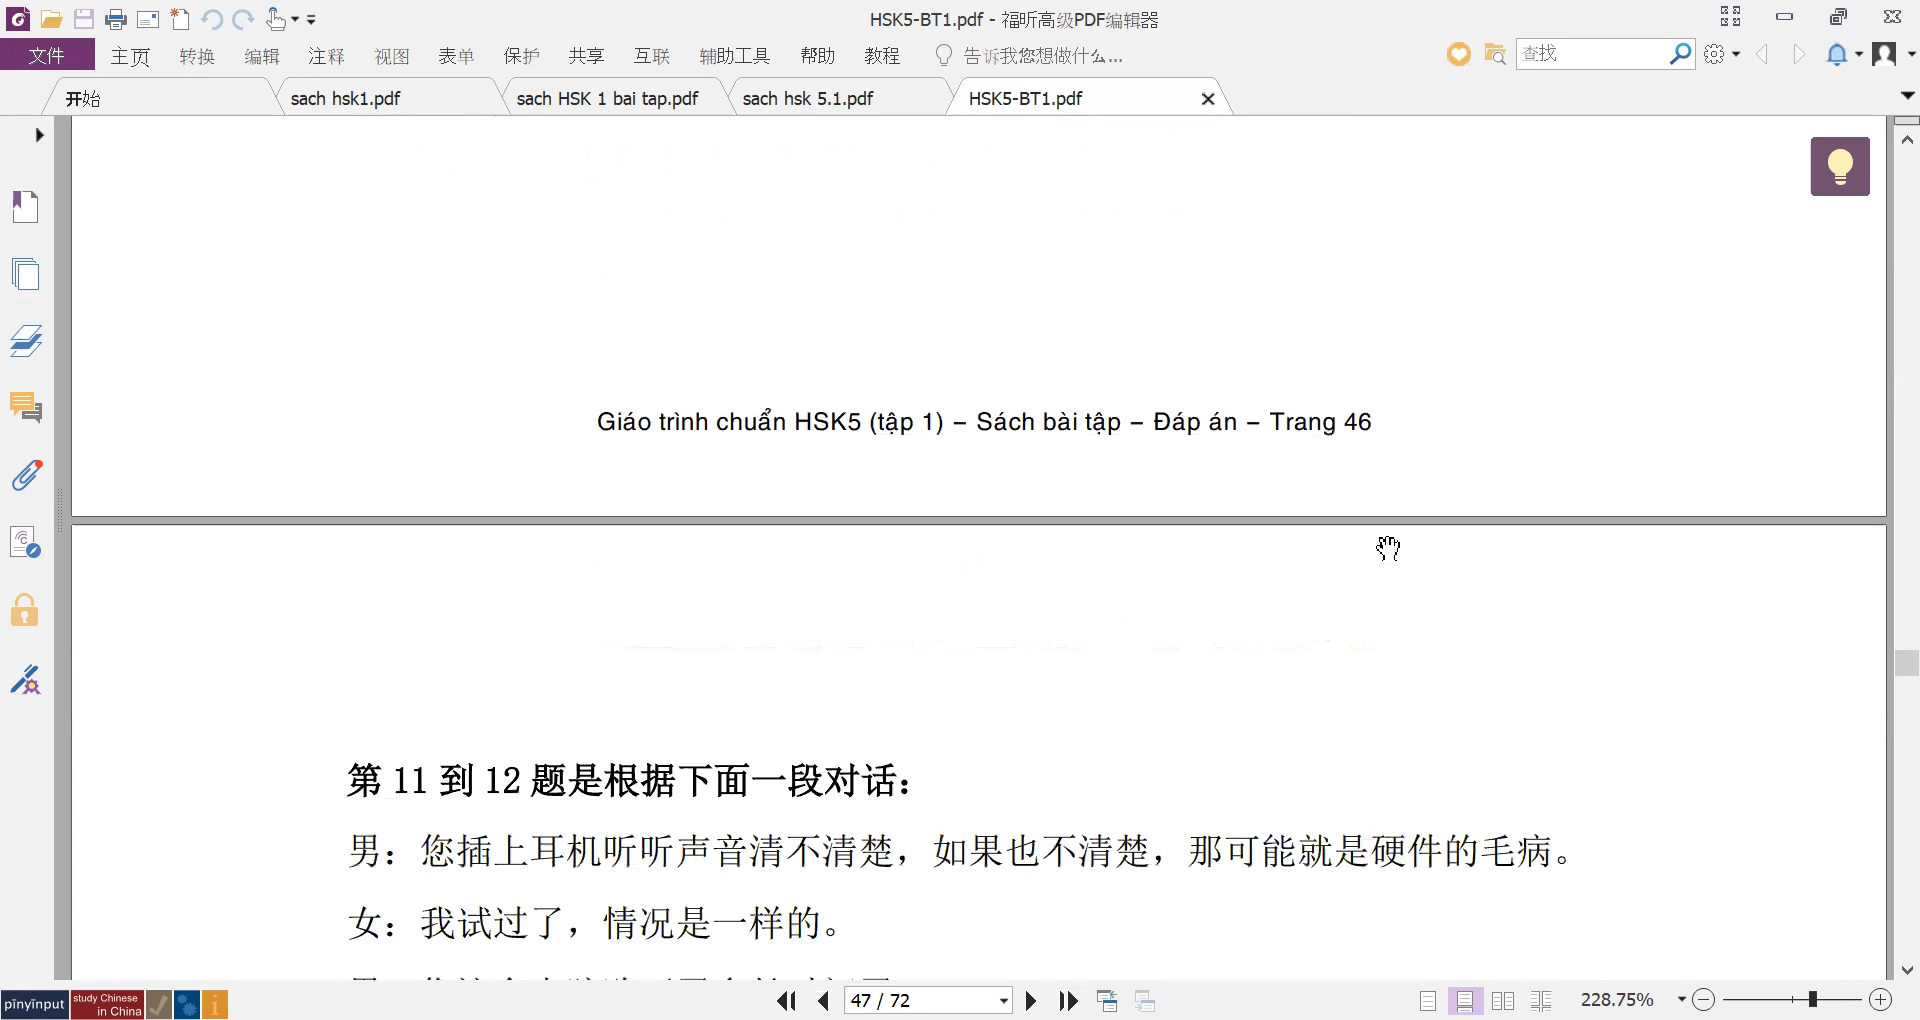 HSK5-BT1.pdf - 福昕高级PDF编辑器
文件 主页 转换 编辑 注释 视图 表单 保护 共享 互联 辅助工具 帮助 教程 告诉我您想做什么... 查找
开始 sach hsk1.pdf sach HSK 1 bai tap.pdf sach hsk 5.1.pdf HSK5-BT1.pdf
Giáo trình chuẩn HSK5 (tập 1) – Sách bài tập – Đáp án – Trang 46
第 11 到 12 题是根据下面一段对话：
男：您插上耳机听听声音清不清楚，如果也不清楚，那可能就是硬件的毛病。
女：我试过了，情况是一样的。
pīnyīnput study Chinese in China 47 / 72 228.75%